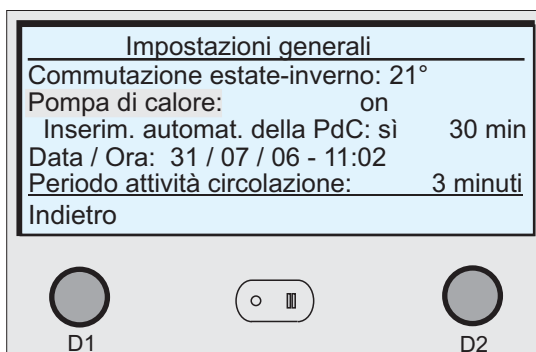 Impostazioni generali
Commutazione estate-inverno: 21°
Pompa di calore: on
Inserim. automat. della PdC: sì 30 min
Data / Ora: 31 / 07 / 06 - 11:02
Periodo attività circolazione: 3 minuti
Indietro
D1 D2